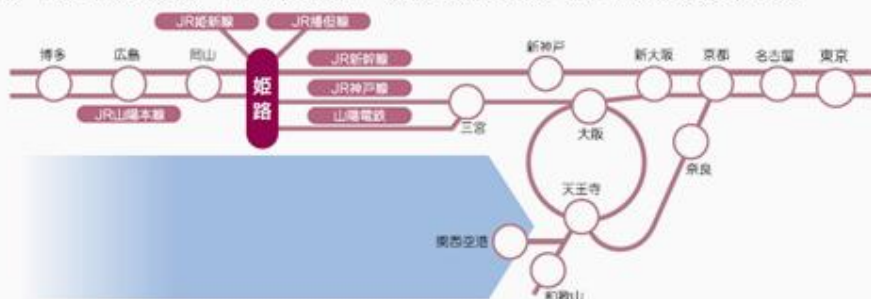 JR姫新線
JR播但線
博多
広島
岡山
姫路
JR新幹線
新神戸
新大阪
京都
名古屋
東京
JR神戸線
JR山陽本線
山陽電鉄
三宮
大阪
奈良
天王寺
関西空港
和歌山